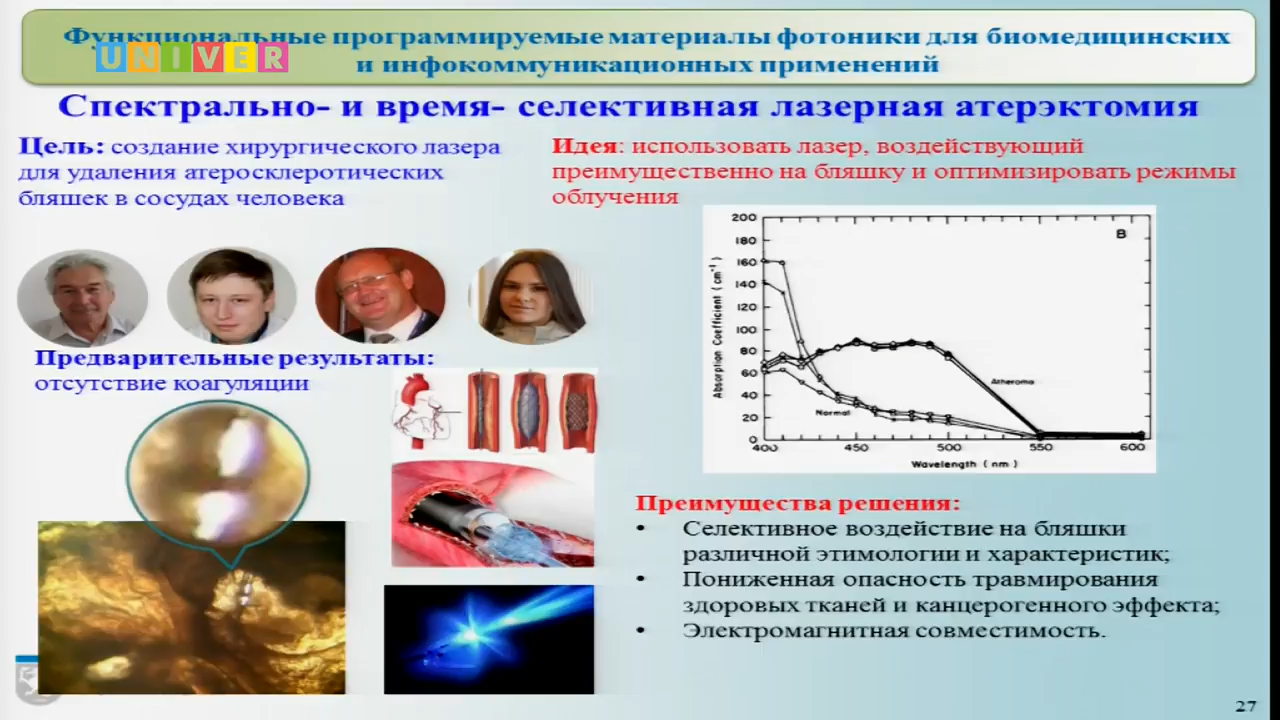 Функциональные программируемые материалы фотоники для биомедицинских
и инфокоммуникационных применений
UNIVER
Спектрально- и время- селективная лазерная атерэктомия
Цель: создание хирургического лазера
для удаления атеросклеротических
бляшек в сосудах человека
Идея: использовать лазер, воздействующий
преимущественно на бляшку и оптимизировать режимы
облучения
Предварительные результаты:
отсутствие коагуляции
B
Absorption Coefficient (cm⁻¹)
200
180
160
140
120
100
80
60
40
20
0
Atheroma
Normal
400 450 500 550 600
Wavelength (nm)
Преимущества решения:
• Селективное воздействие на бляшки
различной этимологии и характеристик;
• Пониженная опасность травмирования
здоровых тканей и канцерогенного эффекта;
• Электромагнитная совместимость.
27